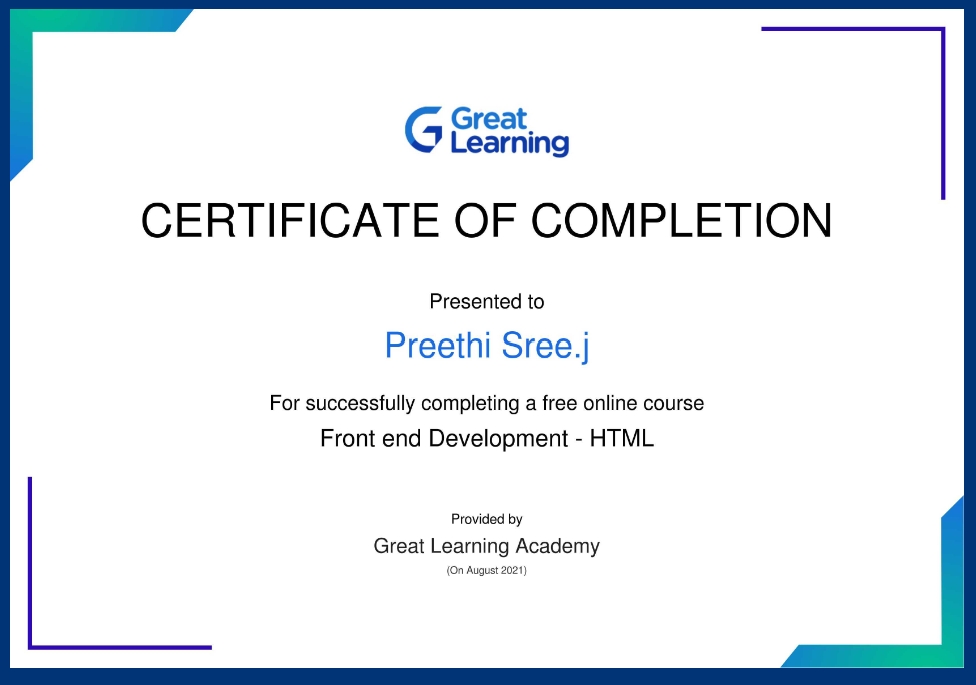 Great
Learning
CERTIFICATE OF COMPLETION
Presented to
Preethi Sree.j
For successfully completing a free online course
Front end Development - HTML
Provided by
Great Learning Academy
(On August 2021)